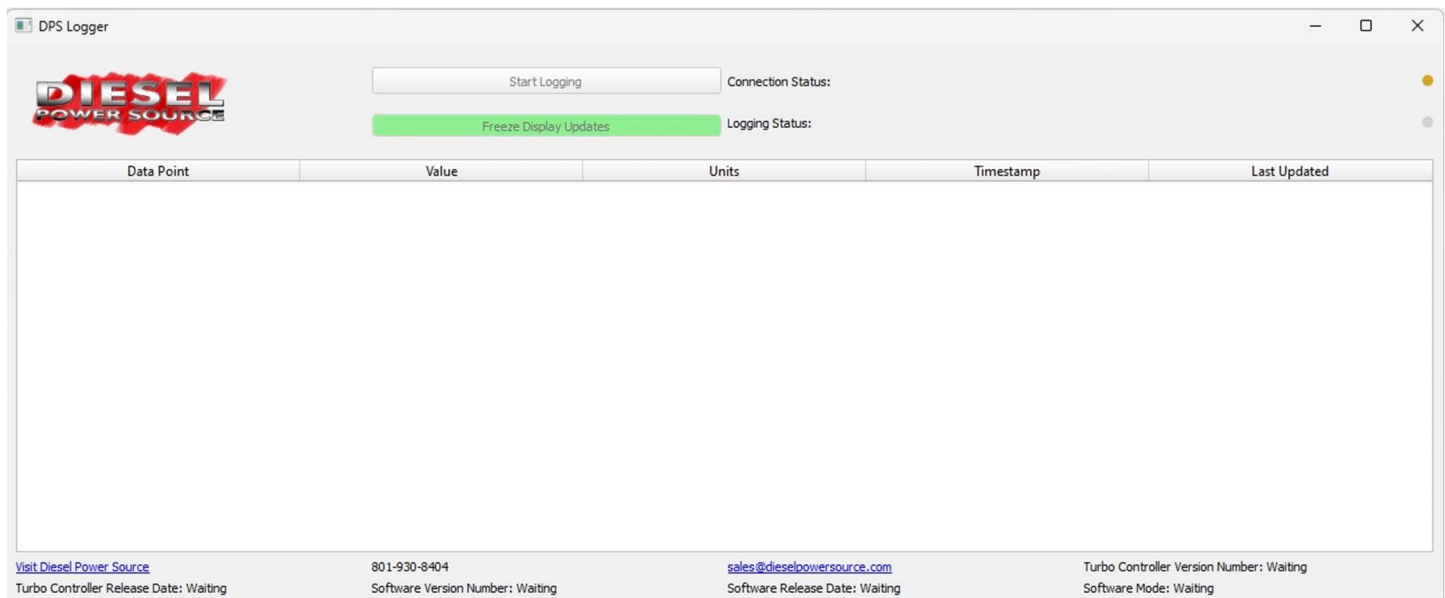 DPS Logger
DIESEL
POWER SOURCE
Start Logging
Connection Status:
Freeze Display Updates
Logging Status:
Data Point Value Units Timestamp Last Updated
Visit Diesel Power Source 801-930-8404 sales@dieselpowersource.com Turbo Controller Version Number: Waiting
Turbo Controller Release Date: Waiting Software Version Number: Waiting Software Release Date: Waiting Software Mode: Waiting